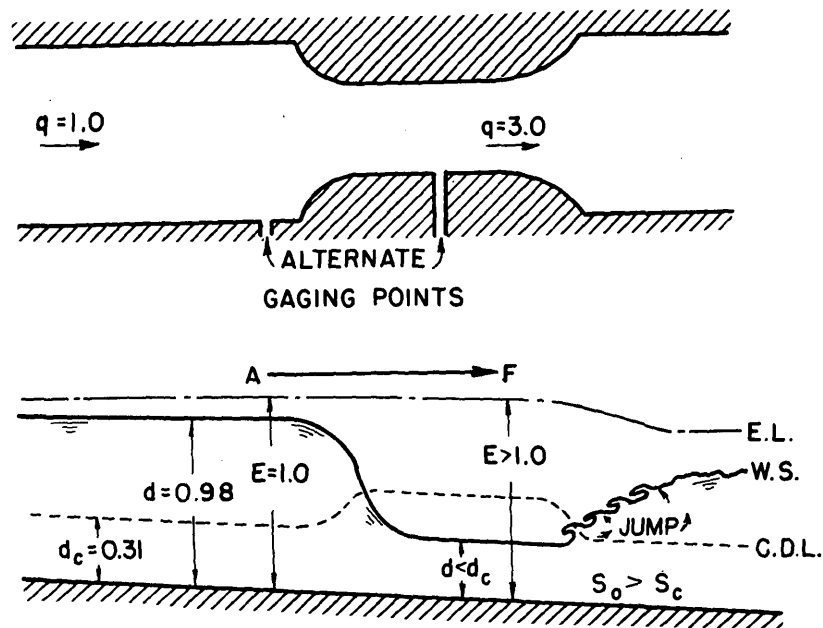 q=1.0
q=3.0
ALTERNATE
GAGING POINTS
A
F
E.L.
E=1.0
E>1.0
W.S.
d=0.98
JUMP
d_c=0.31
d<d_c
C.D.L.
S_o > S_c